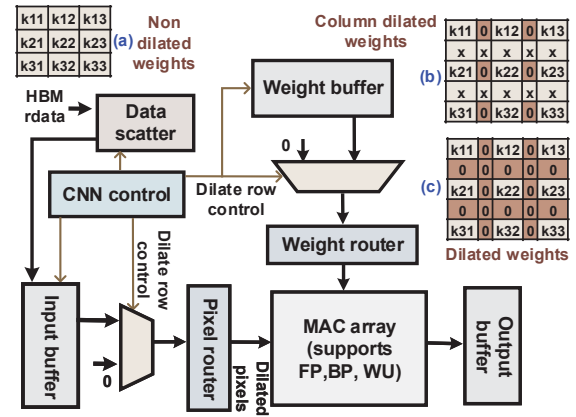 k11 k12 k13
k21 k22 k23
k31 k32 k33
(a)
Non
dilated
weights
Column dilated
weights
k11 0 k12 0 k13
x x x x x
k21 0 k22 0 k23
x x x x x
k31 0 k32 0 k33
(b)
k11 0 k12 0 k13
0 0 0 0 0
k21 0 k22 0 k23
0 0 0 0 0
k31 0 k32 0 k33
(c)
Dilated weights
HBM
rdata
Data
scatter
Weight buffer
0
CNN control
Dilate row
control
Weight router
Dilate row
control
Input buffer
0
Pixel router
Dilated
pixels
MAC array
(supports
FP,BP, WU)
Output
buffer